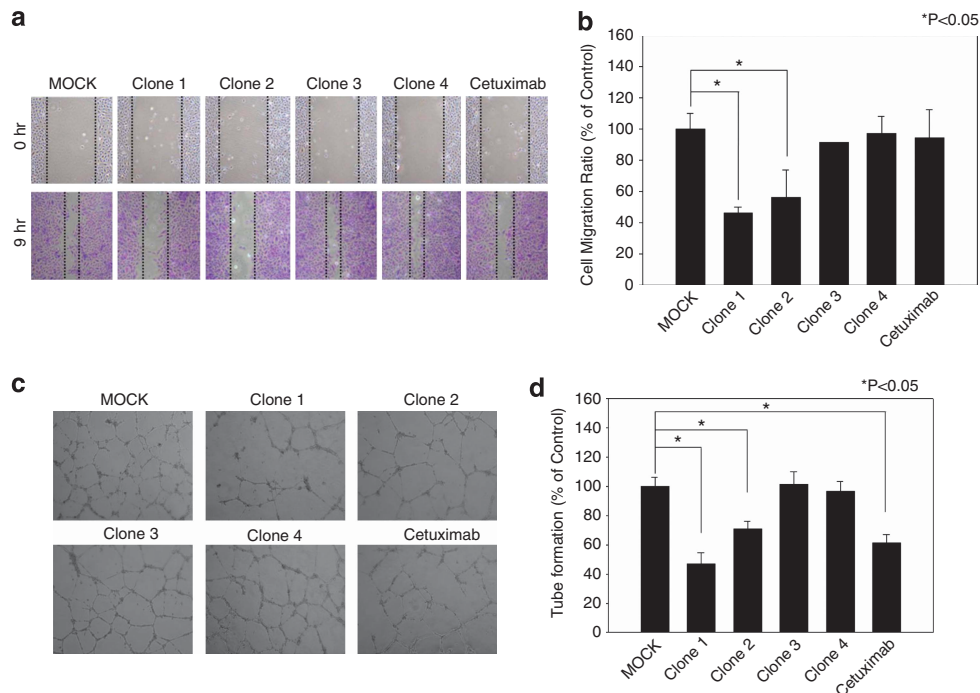 a
MOCK Clone 1 Clone 2 Clone 3 Clone 4 Cetuximab
0 hr
9 hr
b
*P<0.05
Cell Migration Ratio (% of Control)
160
140
120
100
80
60
40
20
0
*
*
MOCK
Clone 1
Clone 2
Clone 3
Clone 4
Cetuximab
c
MOCK Clone 1 Clone 2
Clone 3 Clone 4 Cetuximab
d
*P<0.05
Tube formation (% of Control)
160
140
120
100
80
60
40
20
0
*
*
*
MOCK
Clone 1
Clone 2
Clone 3
Clone 4
Cetuximab